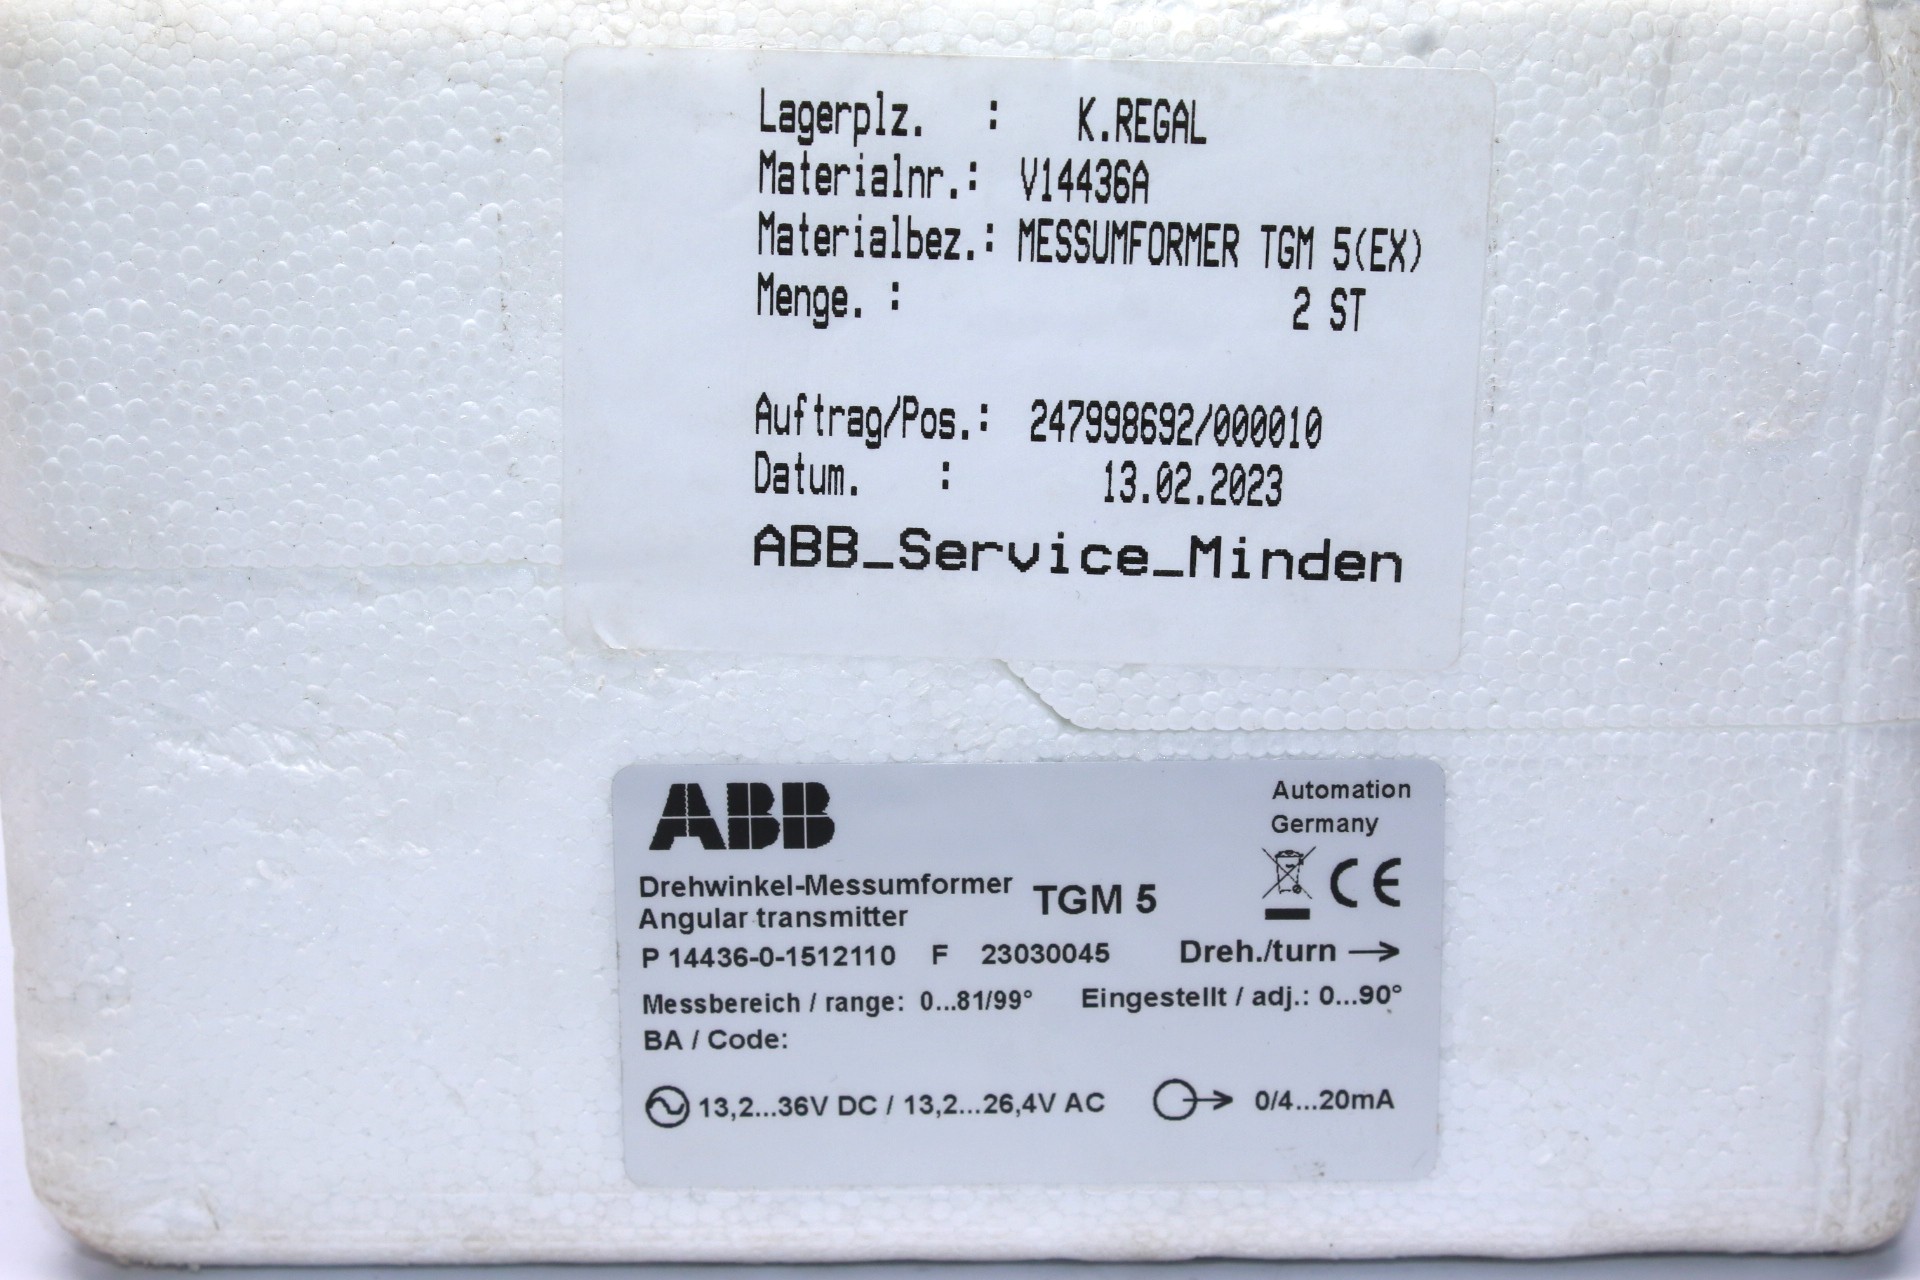 Lagerplz. : K.REGAL
Materialnr.: V14436A
Materialbez.: MESSUMFORMER TGM 5(EX)
Menge. : 2 ST
Auftrag/Pos.: 247998692/000010
Datum. : 13.02.2023
ABB_Service_Minden
ABB
Automation
Germany
Drehwinkel-Messumformer
Angular transmitter
TGM 5
CE
P 14436-0-1512110 F 23030045 Dreh./turn →
Messbereich / range: 0...81/99° Eingestellt / adj.: 0...90°
BA / Code:
13,2...36V DC / 13,2...26,4V AC 0/4...20mA